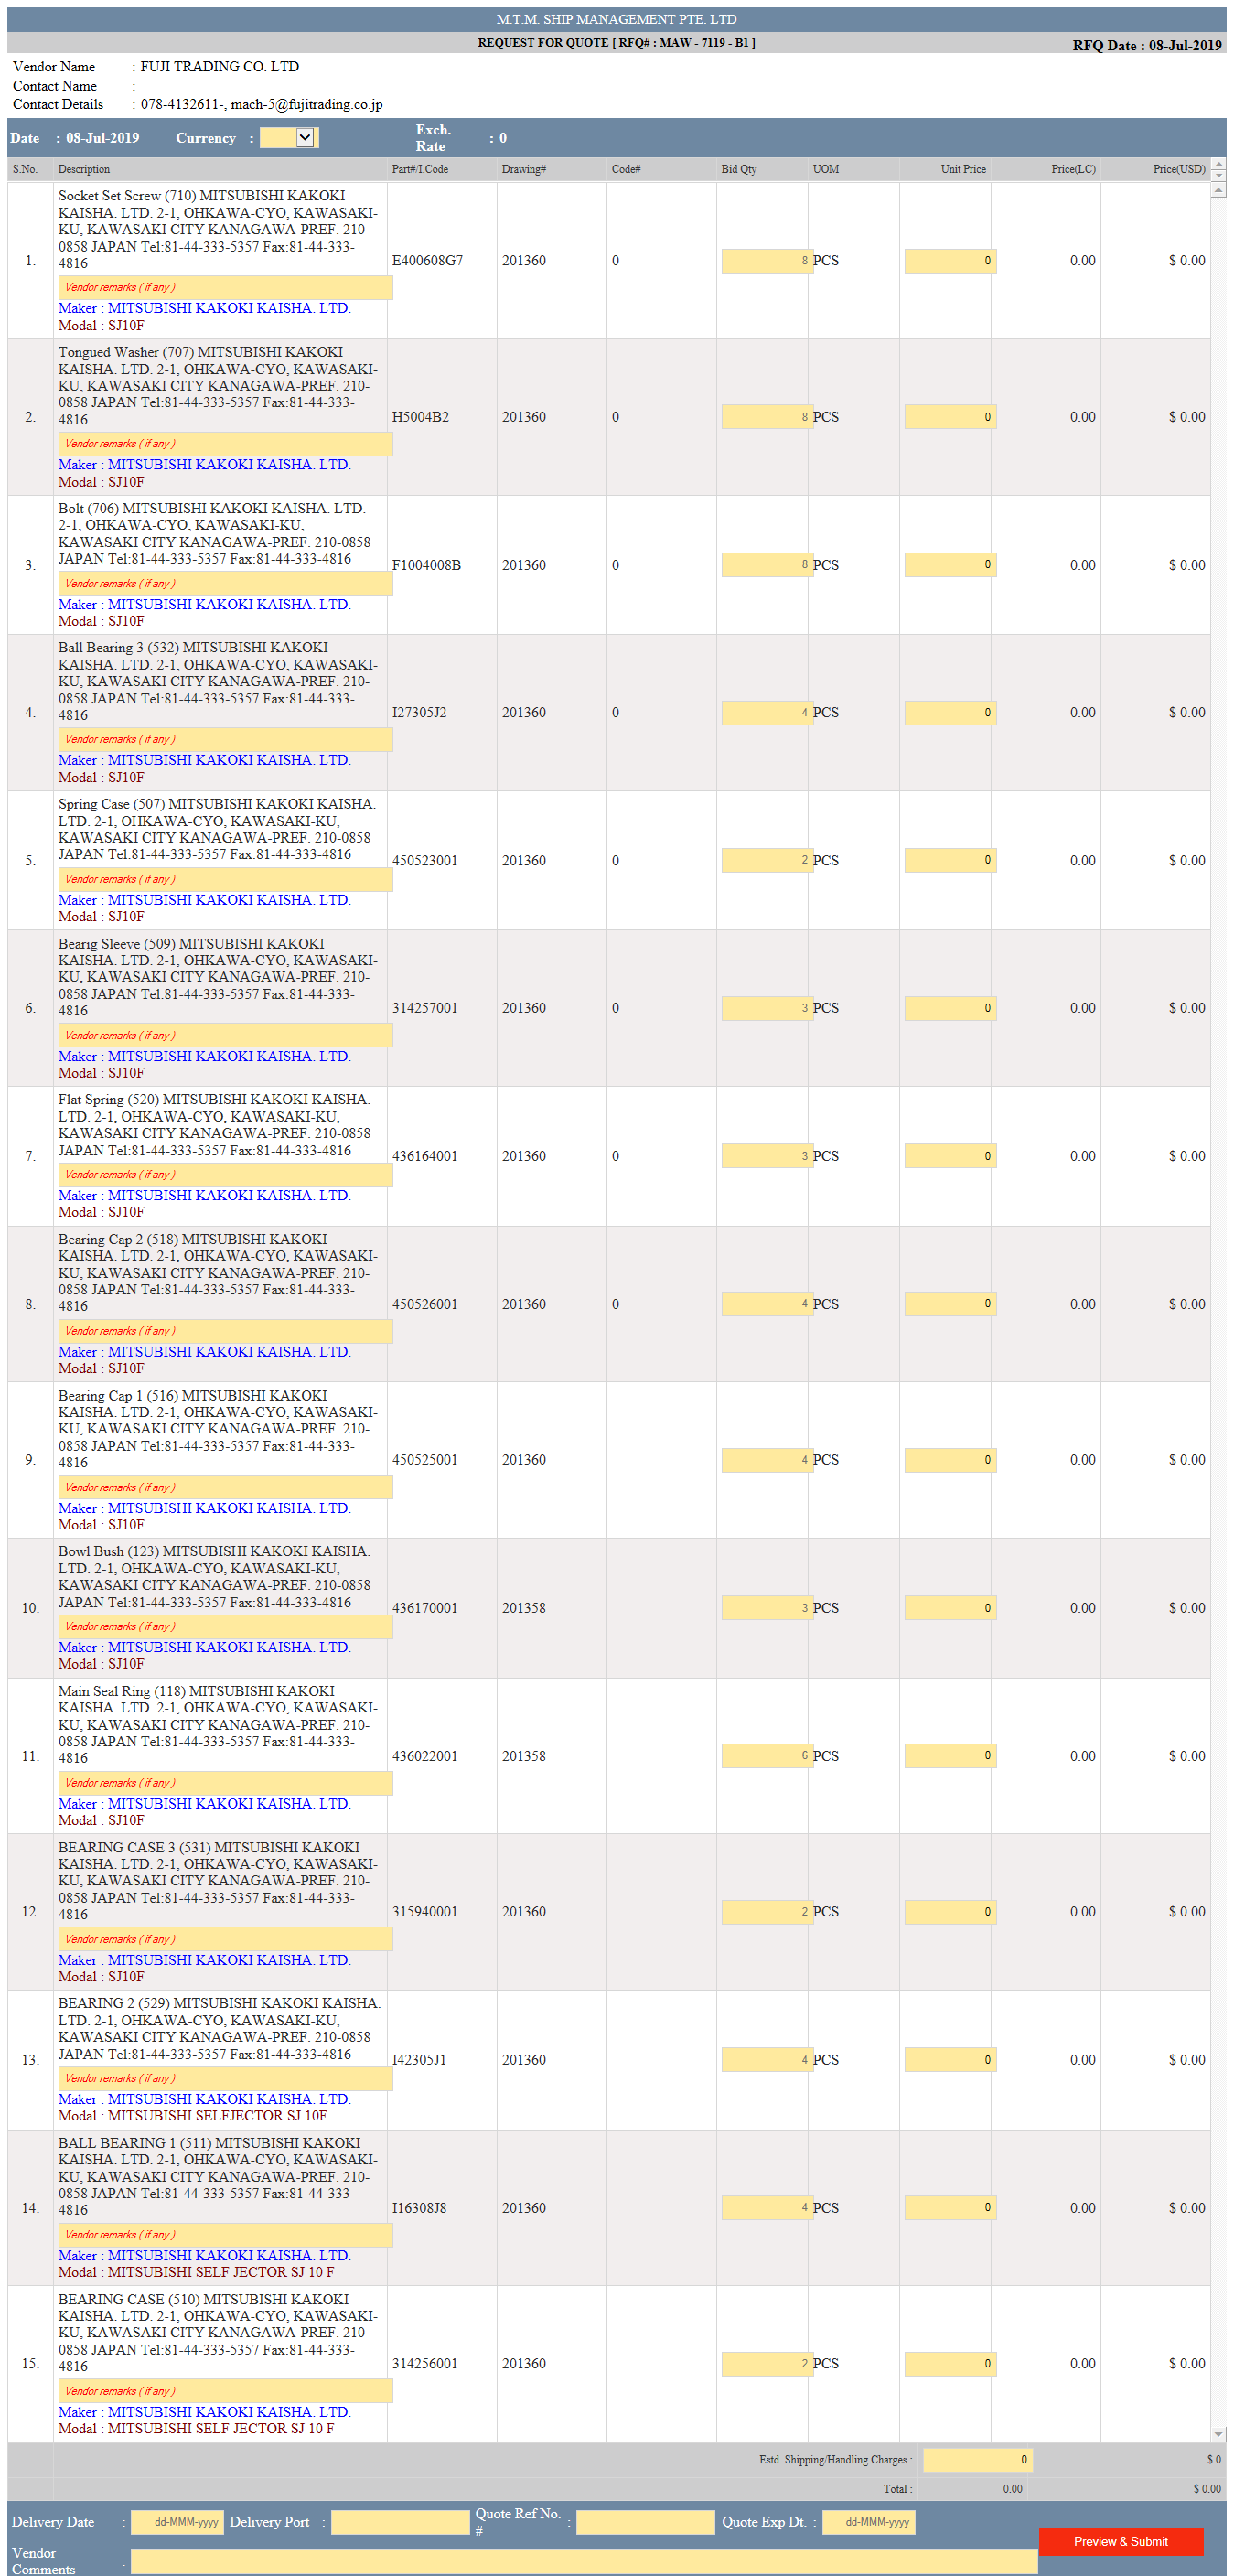 M.T.M. SHIP MANAGEMENT PTE. LTD
REQUEST FOR QUOTE [ RFQ# : MAW - 7119 - B1 ]
RFQ Date : 08-Jul-2019
Vendor Name : FUJI TRADING CO. LTD
Contact Name :
Contact Details : 078-4132611-, mach-5@fujitrading.co.jp
Date : 08-Jul-2019 Currency : Exch. Rate : 0
S.No. Description Part#/I.Code Drawing# Code# Bid Qty UOM Unit Price Price(LC) Price(USD)
Socket Set Screw (710) MITSUBISHI KAKOKI
KAISHA. LTD. 2-1, OHKAWA-CYO, KAWASAKI-
KU, KAWASAKI CITY KANAGAWA-PREF. 210-
0858 JAPAN Tel:81-44-333-5357 Fax:81-44-333-
4816
1. E400608G7 201360 0 8 PCS 0 0.00 $ 0.00
Vendor remarks ( if any )
Maker : MITSUBISHI KAKOKI KAISHA. LTD.
Modal : SJ10F
Tongued Washer (707) MITSUBISHI KAKOKI
KAISHA. LTD. 2-1, OHKAWA-CYO, KAWASAKI-
KU, KAWASAKI CITY KANAGAWA-PREF. 210-
0858 JAPAN Tel:81-44-333-5357 Fax:81-44-333-
4816
2. H5004B2 201360 0 8 PCS 0 0.00 $ 0.00
Vendor remarks ( if any )
Maker : MITSUBISHI KAKOKI KAISHA. LTD.
Modal : SJ10F
Bolt (706) MITSUBISHI KAKOKI KAISHA. LTD.
2-1, OHKAWA-CYO, KAWASAKI-KU,
KAWASAKI CITY KANAGAWA-PREF. 210-0858
JAPAN Tel:81-44-333-5357 Fax:81-44-333-4816
3. F1004008B 201360 0 8 PCS 0 0.00 $ 0.00
Vendor remarks ( if any )
Maker : MITSUBISHI KAKOKI KAISHA. LTD.
Modal : SJ10F
Ball Bearing 3 (532) MITSUBISHI KAKOKI
KAISHA. LTD. 2-1, OHKAWA-CYO, KAWASAKI-
KU, KAWASAKI CITY KANAGAWA-PREF. 210-
0858 JAPAN Tel:81-44-333-5357 Fax:81-44-333-
4816
4. I27305J2 201360 0 4 PCS 0 0.00 $ 0.00
Vendor remarks ( if any )
Maker : MITSUBISHI KAKOKI KAISHA. LTD.
Modal : SJ10F
Spring Case (507) MITSUBISHI KAKOKI KAISHA.
LTD. 2-1, OHKAWA-CYO, KAWASAKI-KU,
KAWASAKI CITY KANAGAWA-PREF. 210-0858
JAPAN Tel:81-44-333-5357 Fax:81-44-333-4816
5. 450523001 201360 0 2 PCS 0 0.00 $ 0.00
Vendor remarks ( if any )
Maker : MITSUBISHI KAKOKI KAISHA. LTD.
Modal : SJ10F
Bearig Sleeve (509) MITSUBISHI KAKOKI
KAISHA. LTD. 2-1, OHKAWA-CYO, KAWASAKI-
KU, KAWASAKI CITY KANAGAWA-PREF. 210-
0858 JAPAN Tel:81-44-333-5357 Fax:81-44-333-
4816
6. 314257001 201360 0 3 PCS 0 0.00 $ 0.00
Vendor remarks ( if any )
Maker : MITSUBISHI KAKOKI KAISHA. LTD.
Modal : SJ10F
Flat Spring (520) MITSUBISHI KAKOKI KAISHA.
LTD. 2-1, OHKAWA-CYO, KAWASAKI-KU,
KAWASAKI CITY KANAGAWA-PREF. 210-0858
JAPAN Tel:81-44-333-5357 Fax:81-44-333-4816
7. 436164001 201360 0 3 PCS 0 0.00 $ 0.00
Vendor remarks ( if any )
Maker : MITSUBISHI KAKOKI KAISHA. LTD.
Modal : SJ10F
Bearing Cap 2 (518) MITSUBISHI KAKOKI
KAISHA. LTD. 2-1, OHKAWA-CYO, KAWASAKI-
KU, KAWASAKI CITY KANAGAWA-PREF. 210-
0858 JAPAN Tel:81-44-333-5357 Fax:81-44-333-
4816
8. 450526001 201360 0 4 PCS 0 0.00 $ 0.00
Vendor remarks ( if any )
Maker : MITSUBISHI KAKOKI KAISHA. LTD.
Modal : SJ10F
Bearing Cap 1 (516) MITSUBISHI KAKOKI
KAISHA. LTD. 2-1, OHKAWA-CYO, KAWASAKI-
KU, KAWASAKI CITY KANAGAWA-PREF. 210-
0858 JAPAN Tel:81-44-333-5357 Fax:81-44-333-
4816
9. 450525001 201360 4 PCS 0 0.00 $ 0.00
Vendor remarks ( if any )
Maker : MITSUBISHI KAKOKI KAISHA. LTD.
Modal : SJ10F
Bowl Bush (123) MITSUBISHI KAKOKI KAISHA.
LTD. 2-1, OHKAWA-CYO, KAWASAKI-KU,
KAWASAKI CITY KANAGAWA-PREF. 210-0858
JAPAN Tel:81-44-333-5357 Fax:81-44-333-4816
10. 436170001 201358 3 PCS 0 0.00 $ 0.00
Vendor remarks ( if any )
Maker : MITSUBISHI KAKOKI KAISHA. LTD.
Modal : SJ10F
Main Seal Ring (118) MITSUBISHI KAKOKI
KAISHA. LTD. 2-1, OHKAWA-CYO, KAWASAKI-
KU, KAWASAKI CITY KANAGAWA-PREF. 210-
0858 JAPAN Tel:81-44-333-5357 Fax:81-44-333-
4816
11. 436022001 201358 6 PCS 0 0.00 $ 0.00
Vendor remarks ( if any )
Maker : MITSUBISHI KAKOKI KAISHA. LTD.
Modal : SJ10F
BEARING CASE 3 (531) MITSUBISHI KAKOKI
KAISHA. LTD. 2-1, OHKAWA-CYO, KAWASAKI-
KU, KAWASAKI CITY KANAGAWA-PREF. 210-
0858 JAPAN Tel:81-44-333-5357 Fax:81-44-333-
4816
12. 315940001 201360 2 PCS 0 0.00 $ 0.00
Vendor remarks ( if any )
Maker : MITSUBISHI KAKOKI KAISHA. LTD.
Modal : SJ10F
BEARING 2 (529) MITSUBISHI KAKOKI KAISHA.
LTD. 2-1, OHKAWA-CYO, KAWASAKI-KU,
KAWASAKI CITY KANAGAWA-PREF. 210-0858
JAPAN Tel:81-44-333-5357 Fax:81-44-333-4816
13. I42305J1 201360 4 PCS 0 0.00 $ 0.00
Vendor remarks ( if any )
Maker : MITSUBISHI KAKOKI KAISHA. LTD.
Modal : MITSUBISHI SELFJECTOR SJ 10F
BALL BEARING 1 (511) MITSUBISHI KAKOKI
KAISHA. LTD. 2-1, OHKAWA-CYO, KAWASAKI-
KU, KAWASAKI CITY KANAGAWA-PREF. 210-
0858 JAPAN Tel:81-44-333-5357 Fax:81-44-333-
4816
14. I16308J8 201360 4 PCS 0 0.00 $ 0.00
Vendor remarks ( if any )
Maker : MITSUBISHI KAKOKI KAISHA. LTD.
Modal : MITSUBISHI SELF JECTOR SJ 10 F
BEARING CASE (510) MITSUBISHI KAKOKI
KAISHA. LTD. 2-1, OHKAWA-CYO, KAWASAKI-
KU, KAWASAKI CITY KANAGAWA-PREF. 210-
0858 JAPAN Tel:81-44-333-5357 Fax:81-44-333-
4816
15. 314256001 201360 2 PCS 0 0.00 $ 0.00
Vendor remarks ( if any )
Maker : MITSUBISHI KAKOKI KAISHA. LTD.
Modal : MITSUBISHI SELF JECTOR SJ 10 F
Estd. Shipping/Handling Charges : 0 $ 0
Total : 0.00 $ 0.00
Delivery Date : dd-MMM-yyyy Delivery Port : Quote Ref No. # : Quote Exp Dt. : dd-MMM-yyyy
Preview & Submit
Vendor Comments :